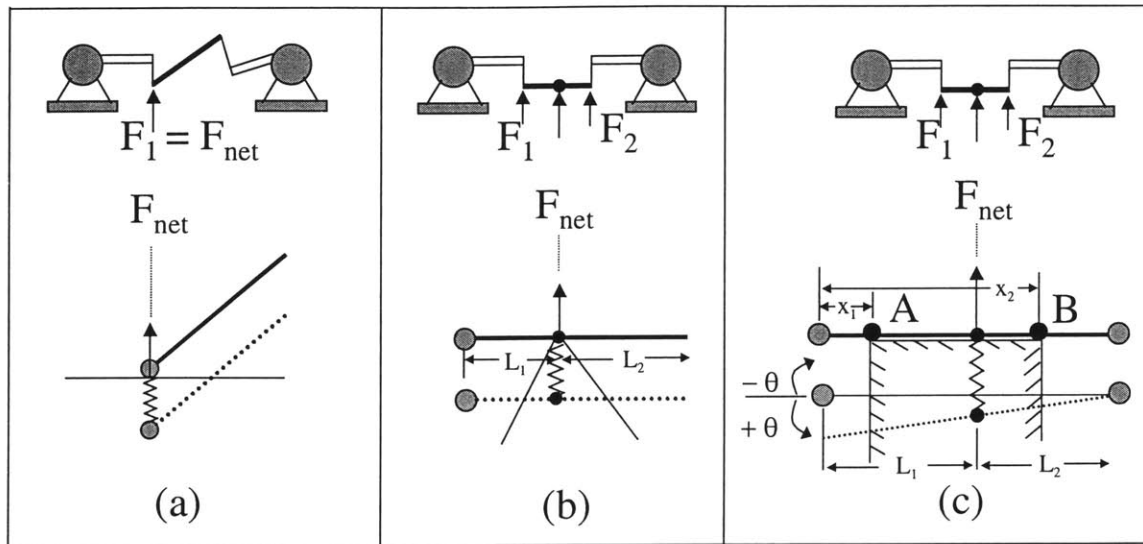 F₁ = Fnet
Fnet
(a)
F₁ F₂
Fnet
L₁ L₂
(b)
F₁ F₂
Fnet
x₁ x₂
A B
− θ
+ θ
L₁ L₂
(c)